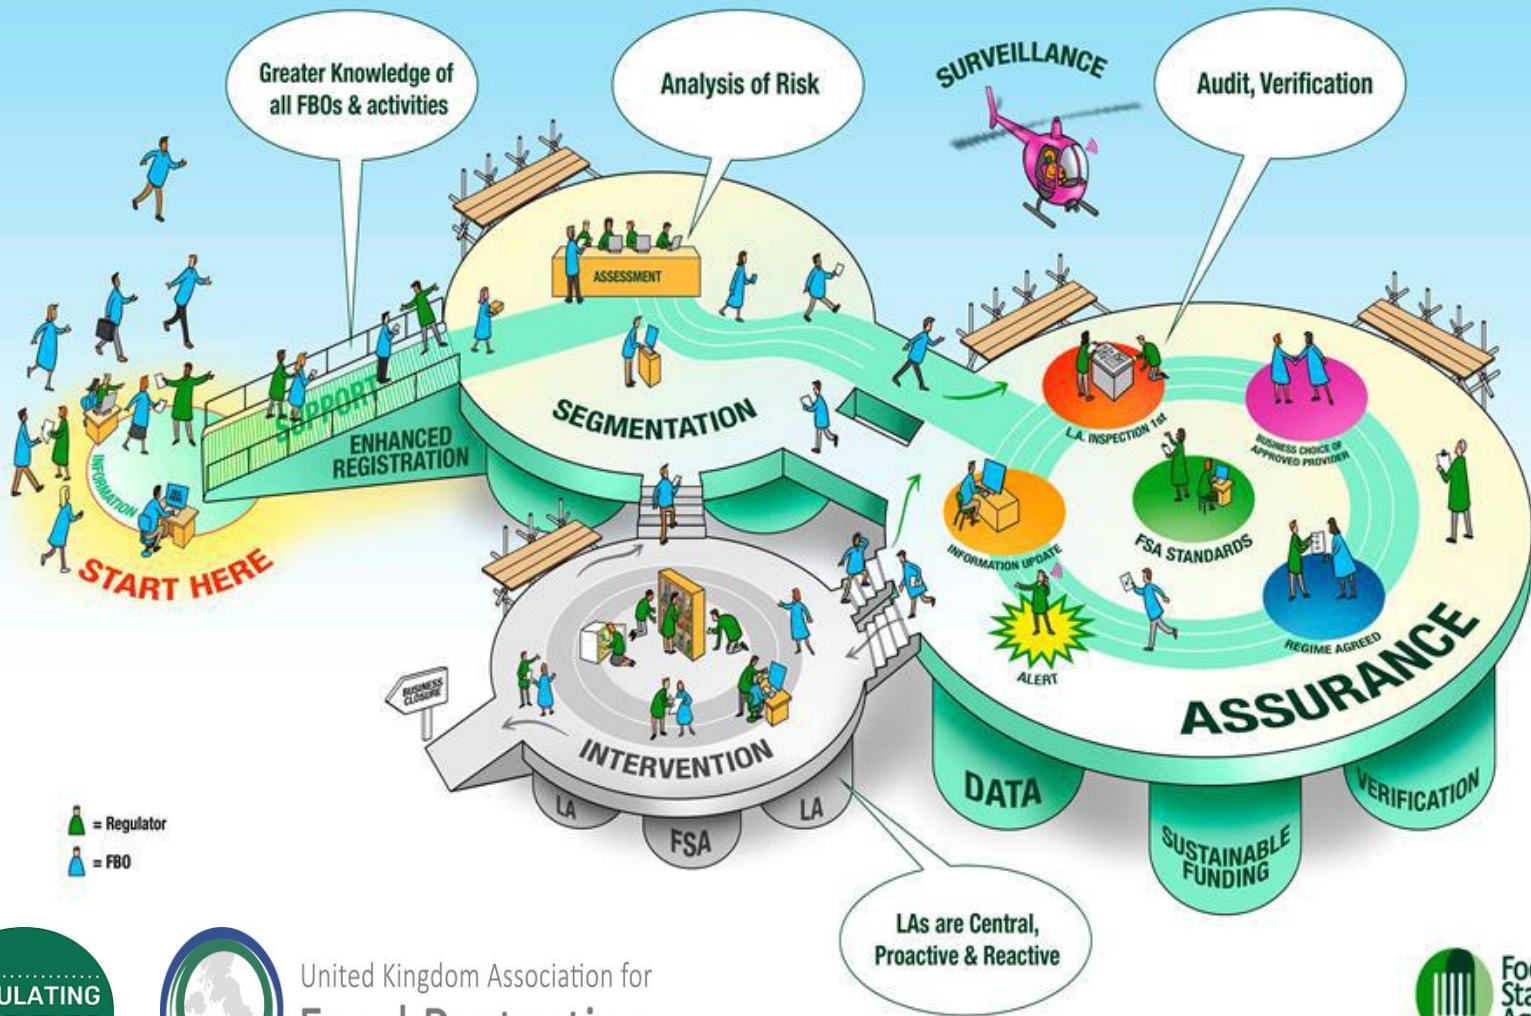 Greater Knowledge of
all FBOs & activities
Analysis of Risk
SURVEILLANCE
Audit, Verification
ASSESSMENT
SUPPORT
ENHANCED
REGISTRATION
SEGMENTATION
INFORMATION
START HERE
L.A. INSPECTION 1st
BUSINESS CHOICE OF
APPROVED PROVIDER
INFORMATION UPDATE
FSA STANDARDS
REGIME AGREED
ALERT
ASSURANCE
BUSINESS
CLOSURE
INTERVENTION
LA
FSA
LA
DATA
SUSTAINABLE
FUNDING
VERIFICATION
= Regulator
= FBO
LAs are Central,
Proactive & Reactive
ULATING
United Kingdom Association for